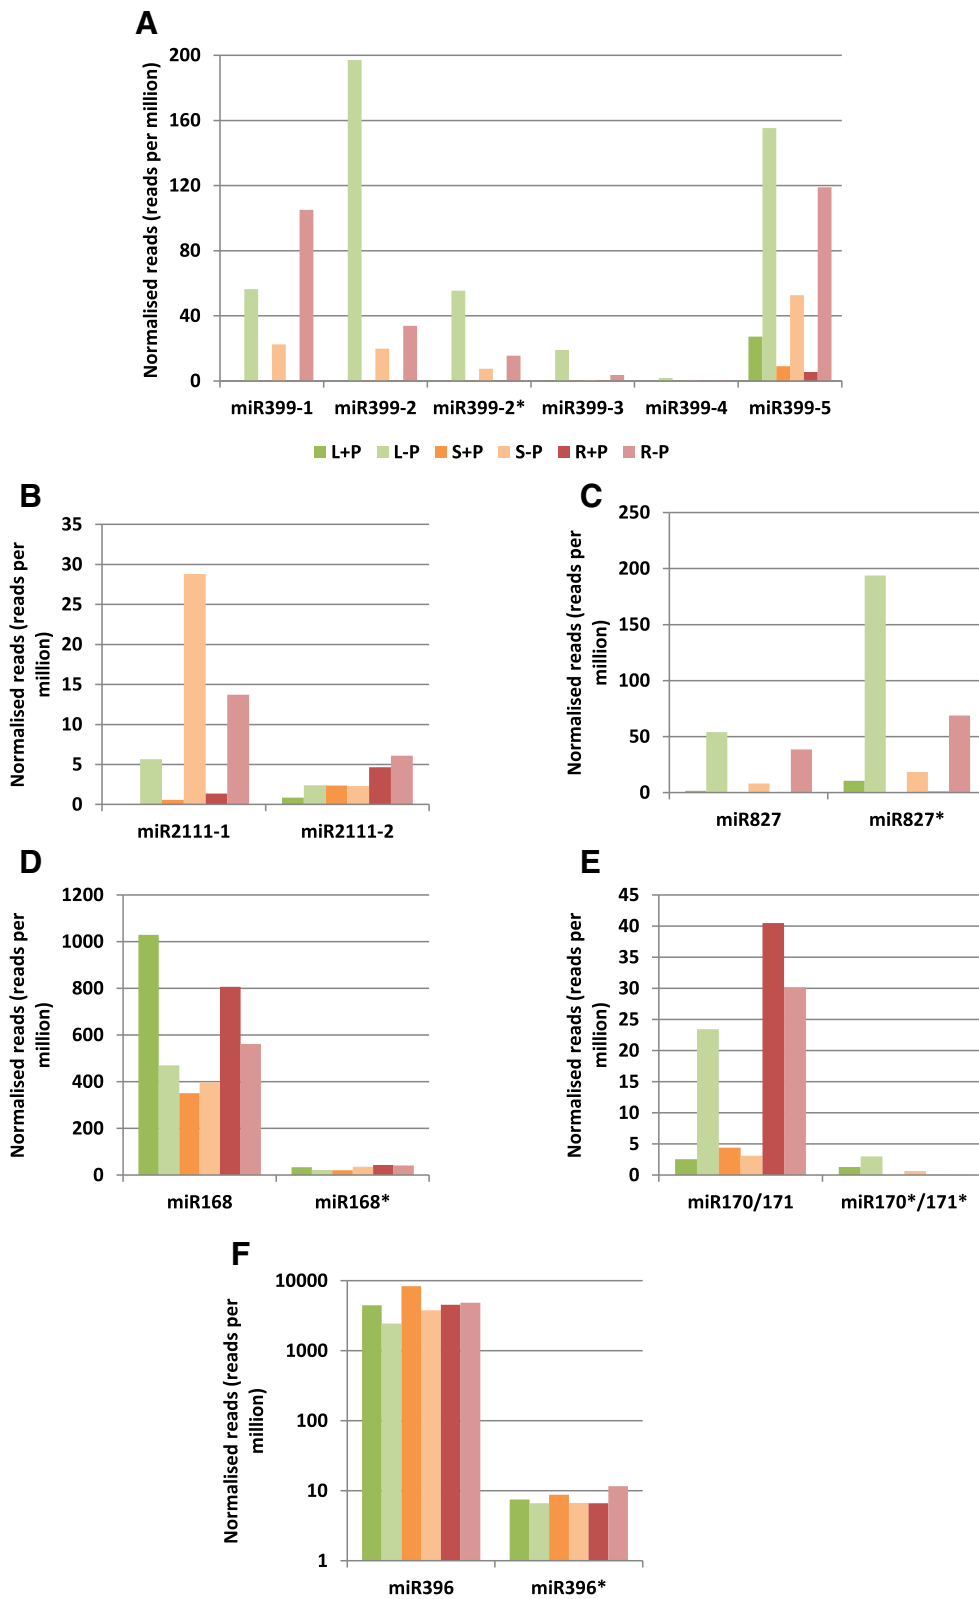 A
Normalised reads (reads per million)
200
160
120
80
40
0
miR399-1 miR399-2 miR399-2* miR399-3 miR399-4 miR399-5
L+P L-P S+P S-P R+P R-P
B
Normalised reads (reads per
million)
35
30
25
20
15
10
5
0
miR2111-1 miR2111-2
C
Normalised reads (reads per
million)
250
200
150
100
50
0
miR827 miR827*
D
Normalised reads (reads per
million)
1200
1000
800
600
400
200
0
miR168 miR168*
E
Normalised reads (reads per
million)
45
40
35
30
25
20
15
10
5
0
miR170/171 miR170*/171*
F
Normalised reads (reads per
million)
10000
1000
100
10
1
miR396 miR396*